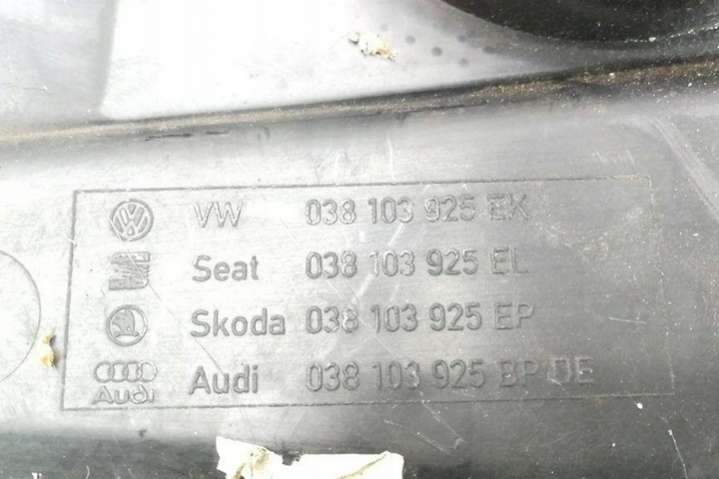 VW 038 103 925 EK
Seat 038 103 925 EL
Skoda 038 103 925 EP
Audi Audi 038 103 925 BP DE